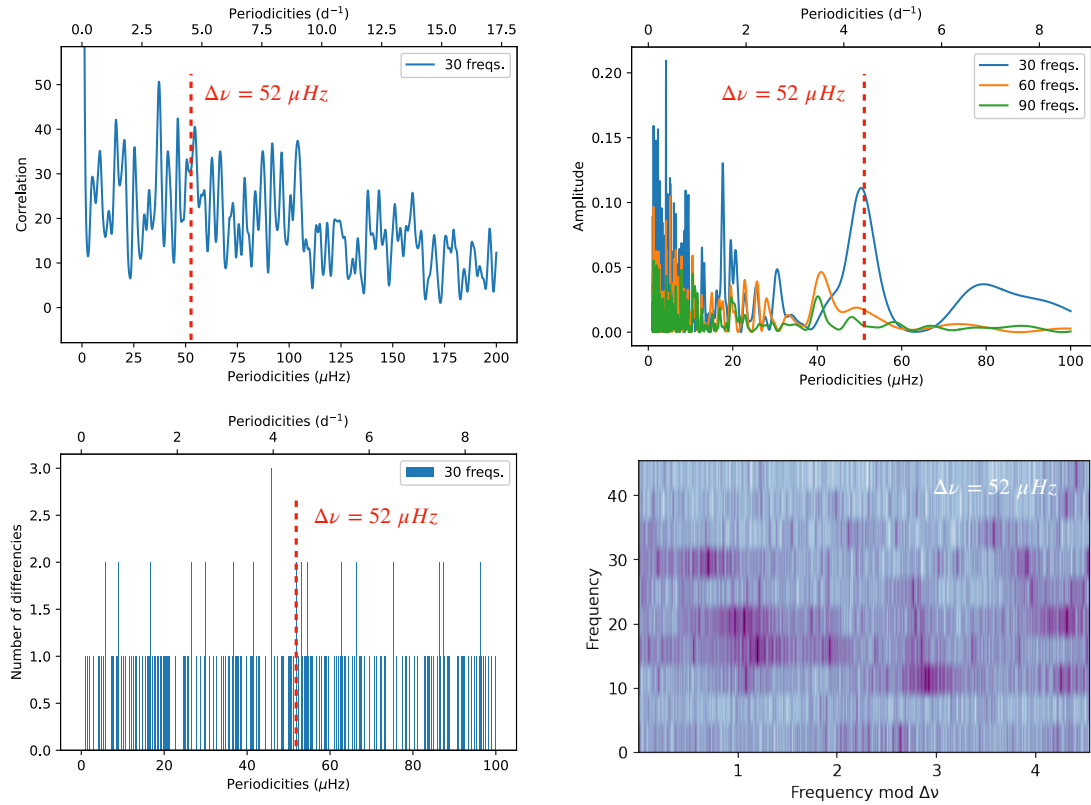 Periodicities (d⁻¹)
0.0 2.5 5.0 7.5 10.0 12.5 15.0 17.5
30 freqs.
Δν = 52 μHz
Correlation
50
40
30
20
10
0
0 25 50 75 100 125 150 175 200
Periodicities (μHz)
Periodicities (d⁻¹)
0 2 4 6 8
30 freqs.
60 freqs.
90 freqs.
Δν = 52 μHz
Amplitude
0.20
0.15
0.10
0.05
0.00
0 20 40 60 80 100
Periodicities (μHz)
Periodicities (d⁻¹)
0 2 4 6 8
30 freqs.
Δν = 52 μHz
Number of differencies
3.0
2.5
2.0
1.5
1.0
0.5
0.0
0 20 40 60 80 100
Periodicities (μHz)
Δν = 52 μHz
Frequency
40
30
20
10
0
1 2 3 4
Frequency mod Δν